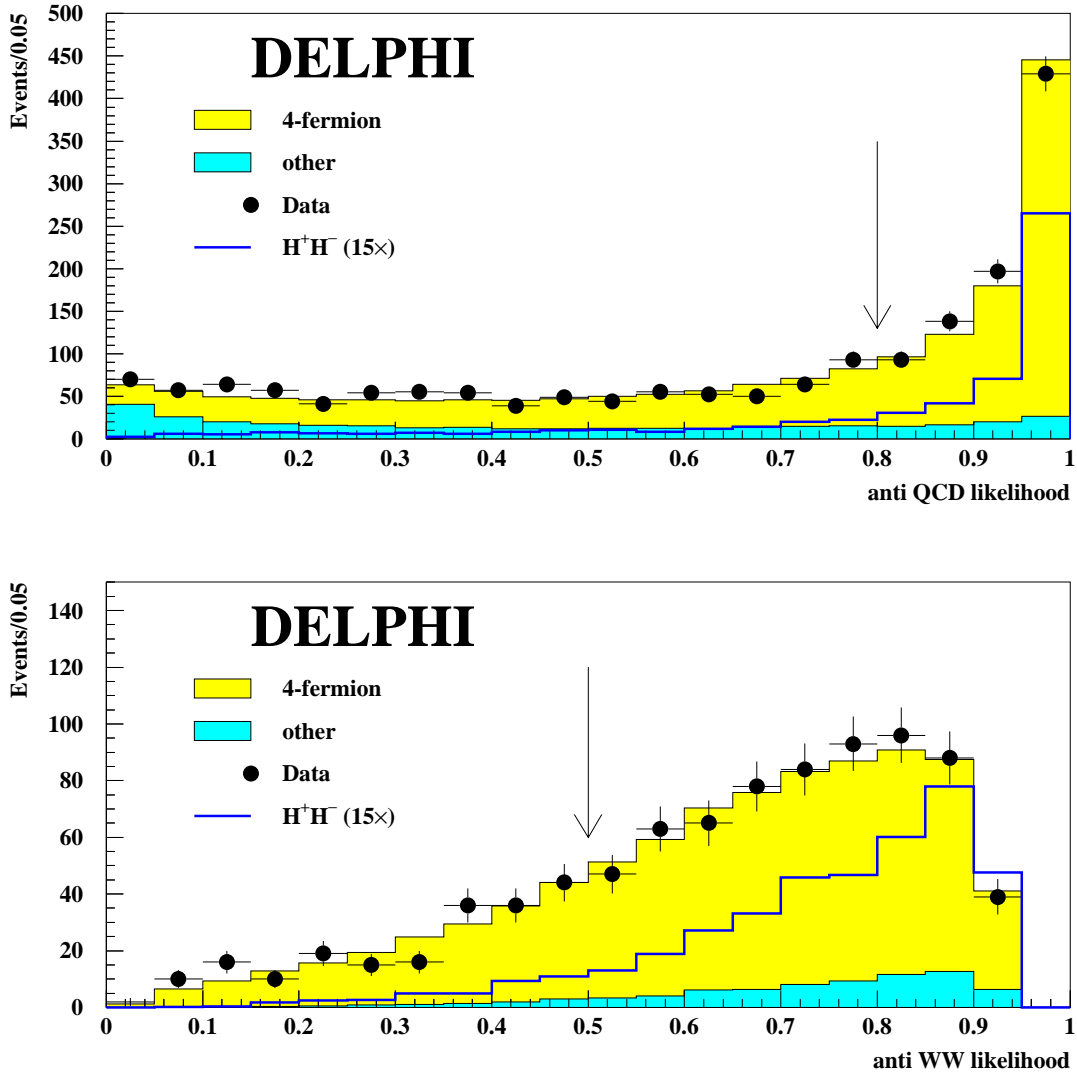 DELPHI
Events/0.05
4-fermion
other
Data
H⁺H⁻ (15×)
500
450
400
350
300
250
200
150
100
50
0
0 0.1 0.2 0.3 0.4 0.5 0.6 0.7 0.8 0.9 1
anti QCD likelihood
DELPHI
Events/0.05
4-fermion
other
Data
H⁺H⁻ (15×)
140
120
100
80
60
40
20
0
0 0.1 0.2 0.3 0.4 0.5 0.6 0.7 0.8 0.9 1
anti WW likelihood